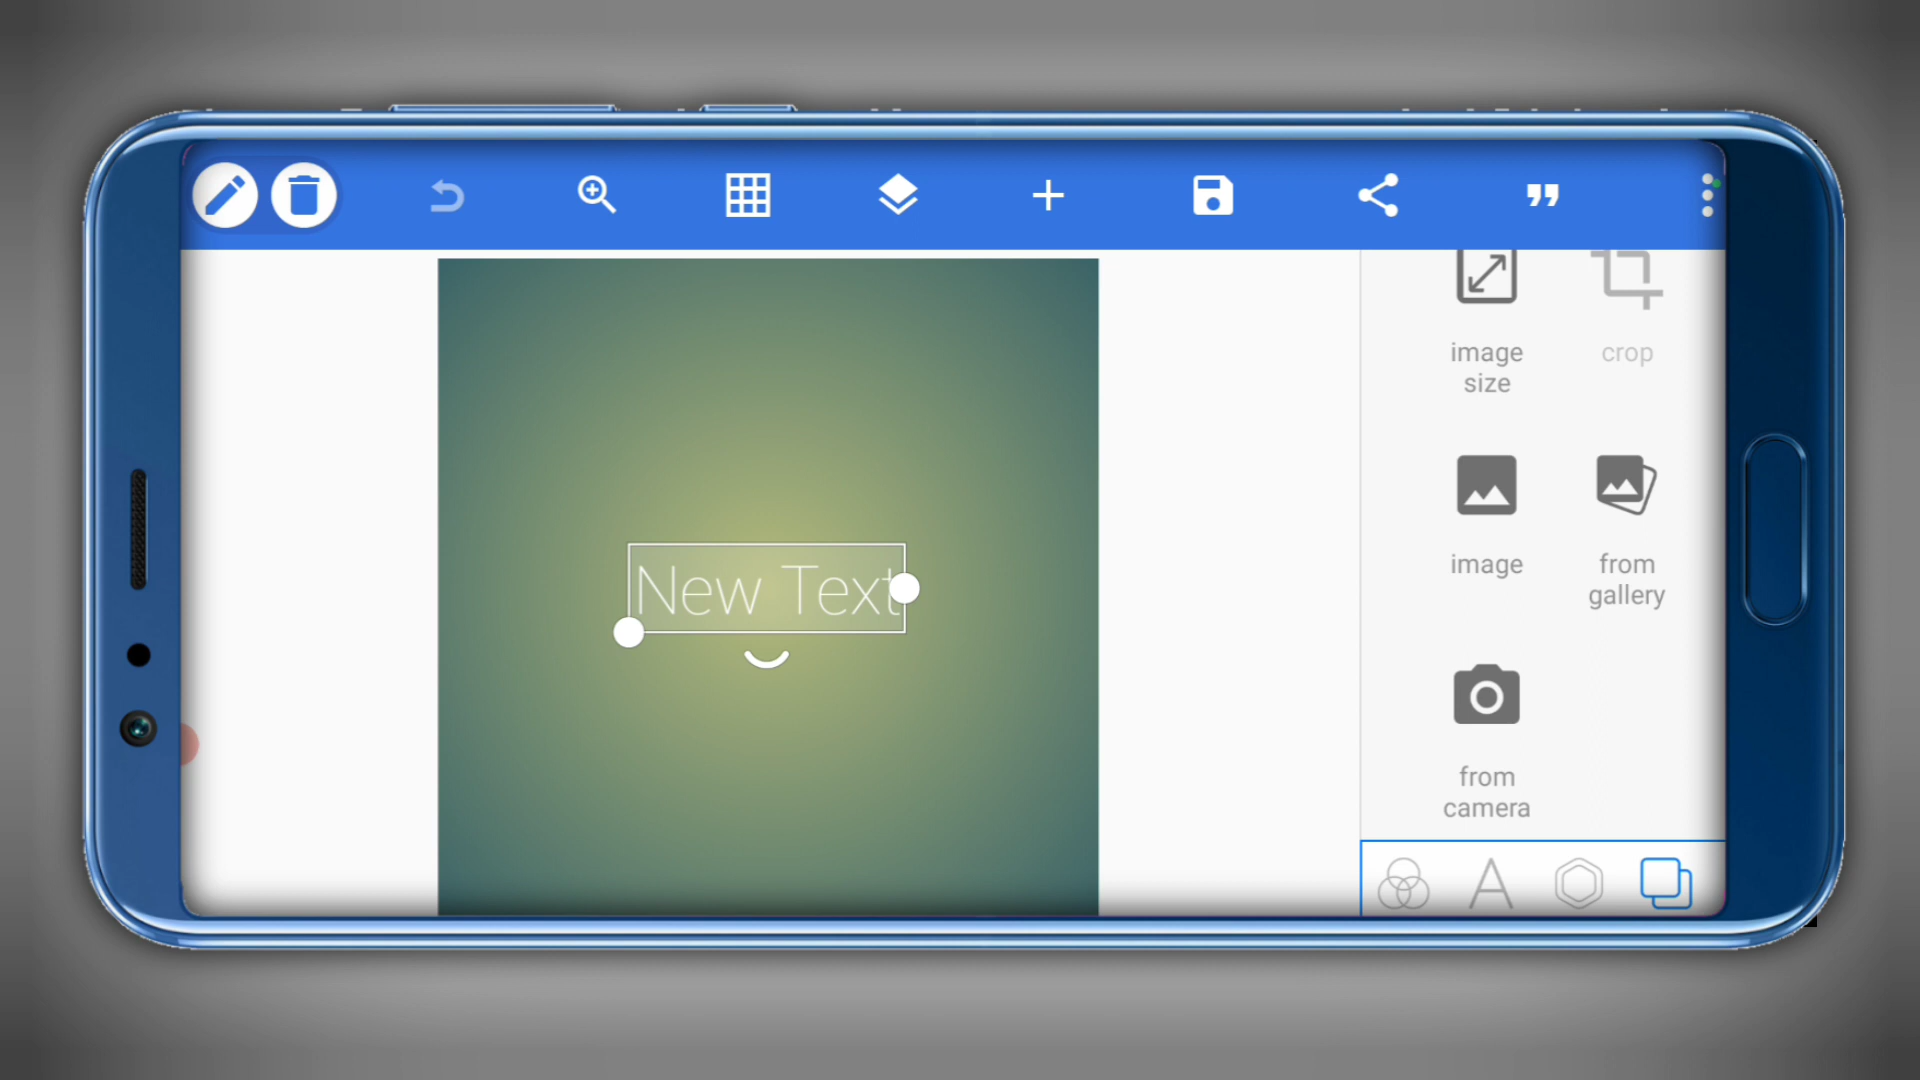 image
size
crop
New Text
image
from
gallery
from
camera